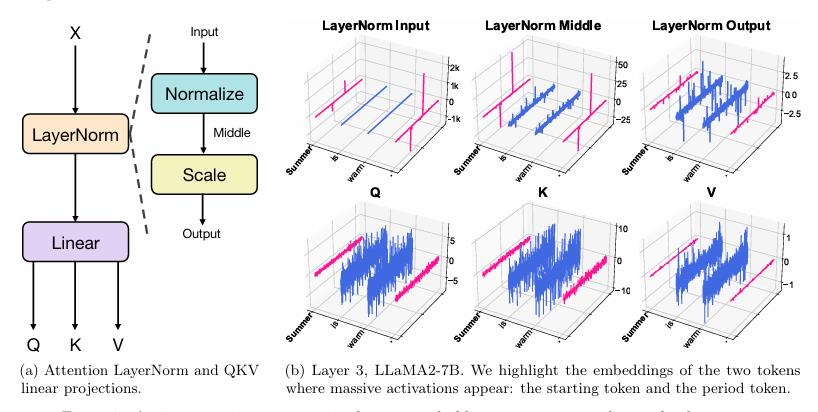 X
LayerNorm
Linear
Q K V
Input
Normalize
Middle
Scale
Output
(a) Attention LayerNorm and QKV
linear projections.
LayerNorm Input
2k
1k
0
-1k
Summer
is
warm
.
LayerNorm Middle
50
25
0
-25
Summer
is
warm
.
LayerNorm Output
2.5
0.0
-2.5
Summer
is
warm
.
Q
5
0
-5
Summer
is
warm
.
K
10
0
-10
Summer
is
warm
.
V
1
0
-1
Summer
is
warm
.
(b) Layer 3, LLaMA2-7B. We highlight the embeddings of the two tokens
where massive activations appear: the starting token and the period token.